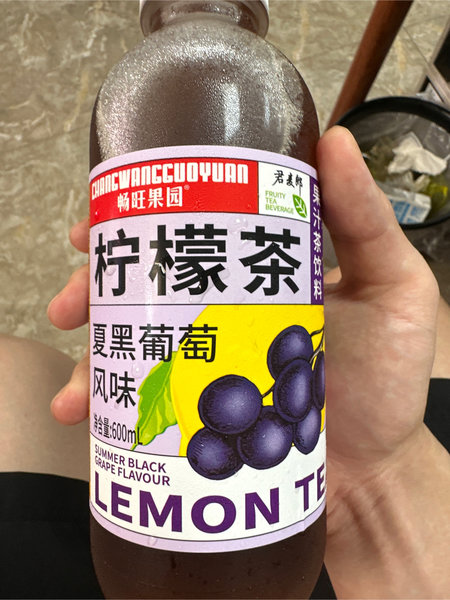 CHANGWANGGUOYUAN
畅旺果园®
君麦郎
FRUITY
TEA
BEVERAGE
果汁茶饮料
柠檬茶
夏黑葡萄
风味
净含量:600mL
SUMMER BLACK
GRAPE FLAVOUR
LEMON TE